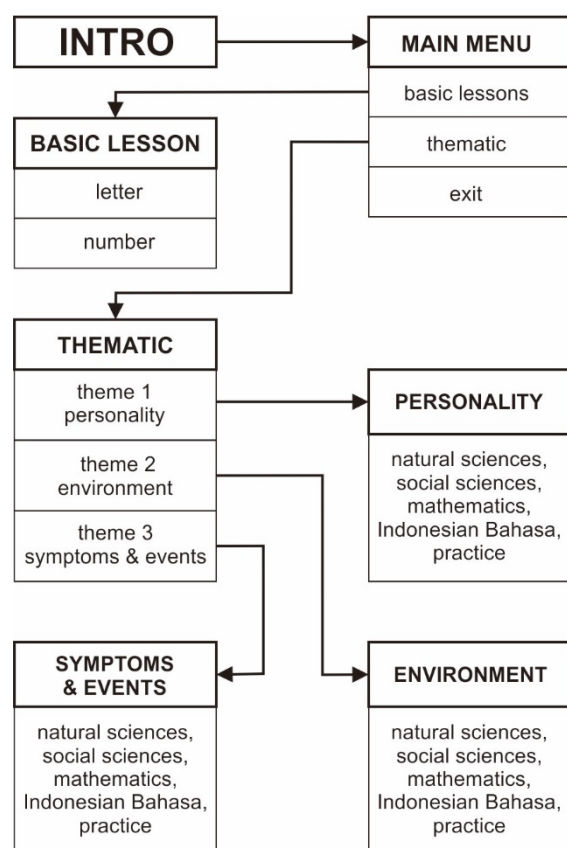 INTRO
MAIN MENU
basic lessons
thematic
exit
BASIC LESSON
letter
number
THEMATIC
theme 1
personality
theme 2
environment
theme 3
symptoms & events
PERSONALITY
natural sciences,
social sciences,
mathematics,
Indonesian Bahasa,
practice
SYMPTOMS
& EVENTS
natural sciences,
social sciences,
mathematics,
Indonesian Bahasa,
practice
ENVIRONMENT
natural sciences,
social sciences,
mathematics,
Indonesian Bahasa,
practice